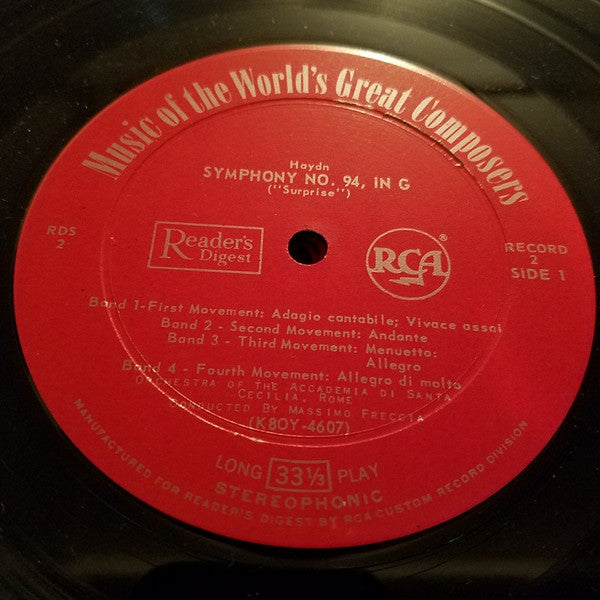 Music of the World's Great Composers
Haydn
SYMPHONY NO. 94, IN G
("Surprise")
RDS
2
Reader's
Digest
RCA
®
RECORD
2
SIDE 1
Band 1-First Movement: Adagio cantabile; Vivace assai
Band 2 - Second Movement: Andante
Band 3 - Third Movement: Menuetto;
Allegro
Band 4 - Fourth Movement: Allegro di molto
ORCHESTRA OF THE ACCADEMIA DI SANTA
CECILIA, ROME
CONDUCTED BY MASSIMO FRECCIA
(K8OY-4607)
LONG 33⅓ PLAY
STEREOPHONIC
MANUFACTURED FOR READER'S DIGEST BY RCA CUSTOM RECORD DIVISION